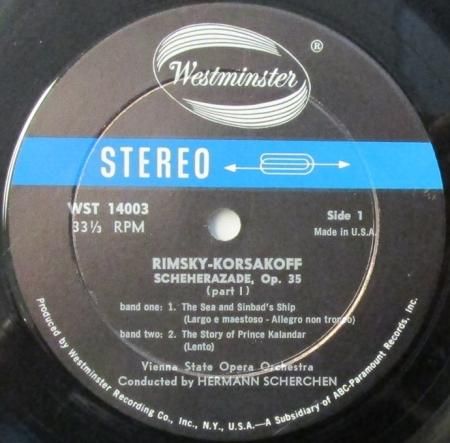 Westminster ®
STEREO
WST 14003
33⅓ RPM
Side 1
Made in U.S.A.
RIMSKY-KORSAKOFF
SCHEHERAZADE, Op. 35
(part I)
band one: 1. The Sea and Sinbad's Ship
(Largo e maestoso - Allegro non troppo)
band two: 2. The Story of Prince Kalandar
(Lento)
Vienna State Opera Orchestra
Conducted by HERMANN SCHERCHEN
Produced by Westminster Recording Co., Inc., N.Y., U.S.A.—A Subsidiary of ABC-Paramount Records, Inc.